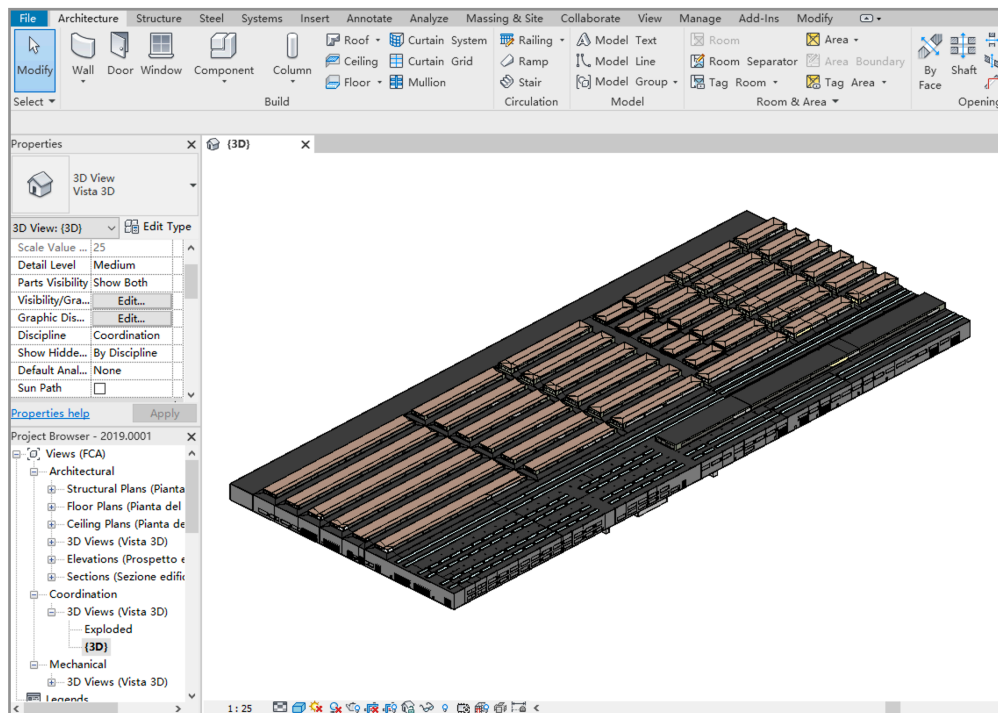 File Architecture Structure Steel Systems Insert Annotate Analyze Massing & Site Collaborate View Manage Add-Ins Modify
Roof Curtain System Railing Model Text Room Area
Modify Wall Door Window Component Column Ceiling Curtain Grid Ramp Model Line Room Separator Area Boundary By Face Shaft
Floor Mullion Stair Model Group Tag Room Tag Area
Select Build Circulation Model Room & Area Opening
Properties
{3D}
3D View
Vista 3D
3D View: {3D} Edit Type
Scale Value ... 25
Detail Level Medium
Parts Visibility Show Both
Visibility/Gra... Edit...
Graphic Dis... Edit...
Discipline Coordination
Show Hidde... By Discipline
Default Anal... None
Sun Path
Properties help Apply
Project Browser - 2019.0001
Views (FCA)
Architectural
Structural Plans (Pianta
Floor Plans (Pianta del
Ceiling Plans (Pianta de
3D Views (Vista 3D)
Elevations (Prospetto e
Sections (Sezione edific
Coordination
3D Views (Vista 3D)
Exploded
{3D}
Mechanical
3D Views (Vista 3D)
Legends
1 : 25